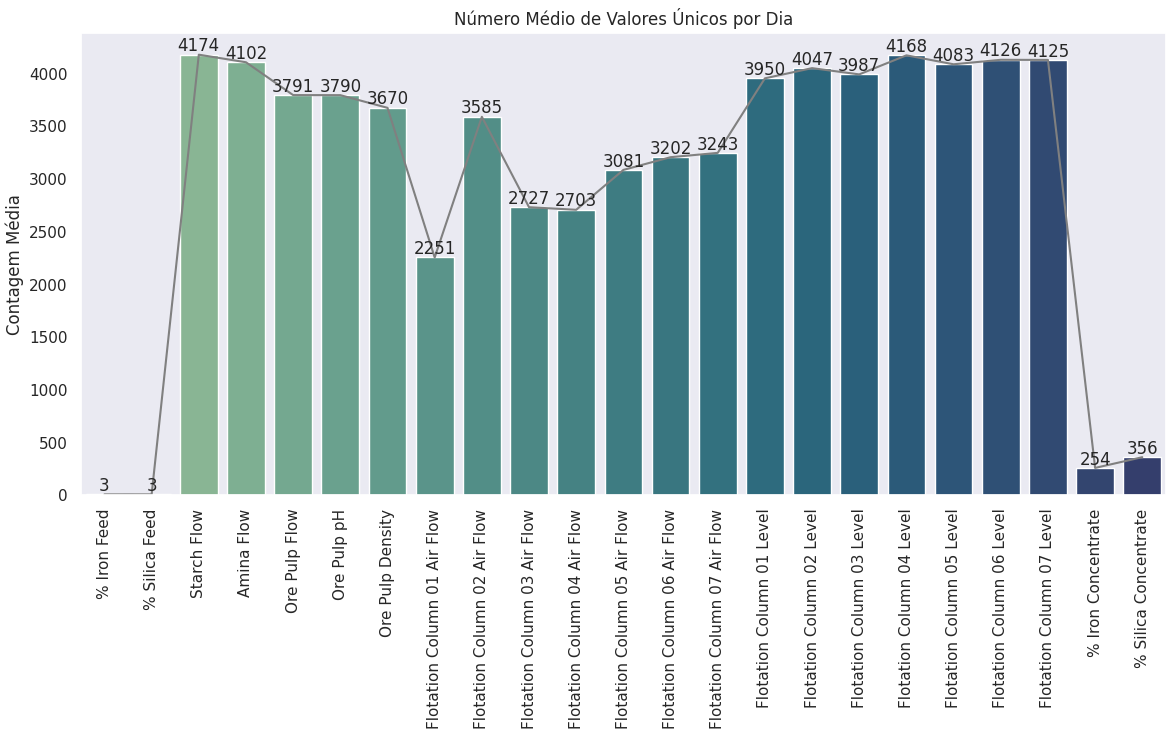 Número Médio de Valores Únicos por Dia
Contagem Média
4000
3500
3000
2500
2000
1500
1000
500
0
3
3
4174
4102
3791
3790
3670
2251
3585
2727
2703
3081
3202
3243
3950
4047
3987
4168
4083
4126
4125
254
356
% Iron Feed
% Silica Feed
Starch Flow
Amina Flow
Ore Pulp Flow
Ore Pulp pH
Ore Pulp Density
Flotation Column 01 Air Flow
Flotation Column 02 Air Flow
Flotation Column 03 Air Flow
Flotation Column 04 Air Flow
Flotation Column 05 Air Flow
Flotation Column 06 Air Flow
Flotation Column 07 Air Flow
Flotation Column 01 Level
Flotation Column 02 Level
Flotation Column 03 Level
Flotation Column 04 Level
Flotation Column 05 Level
Flotation Column 06 Level
Flotation Column 07 Level
% Iron Concentrate
% Silica Concentrate